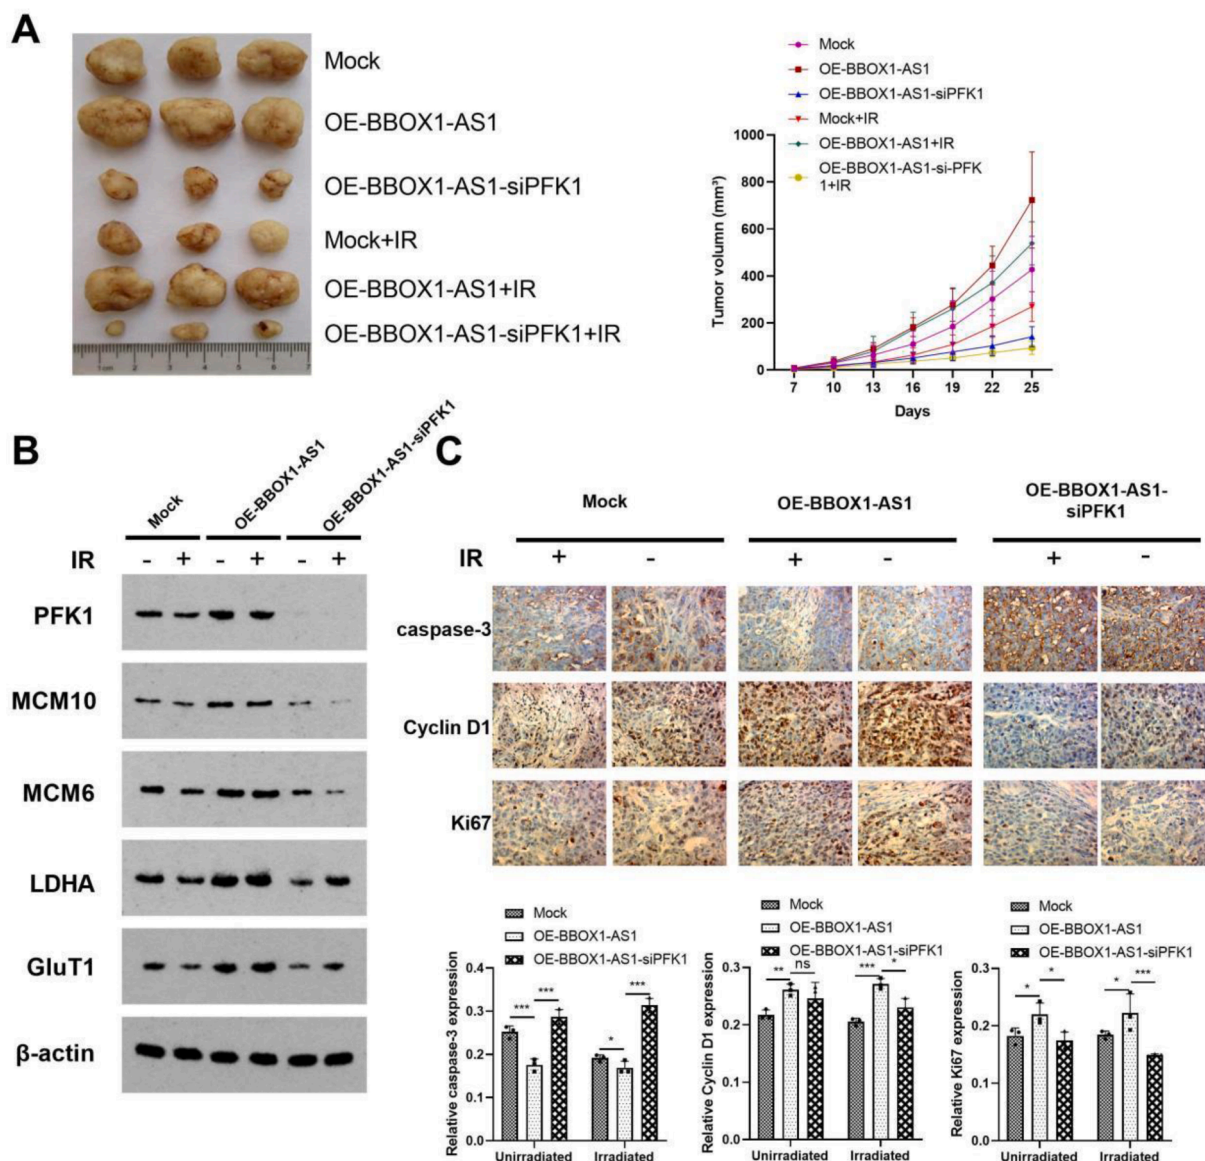 A
Mock
OE-BBOX1-AS1
OE-BBOX1-AS1-siPFK1
Mock+IR
OE-BBOX1-AS1+IR
OE-BBOX1-AS1-siPFK1+IR
1cm 2 3 4 5 6 7
Mock
OE-BBOX1-AS1
OE-BBOX1-AS1-siPFK1
Mock+IR
OE-BBOX1-AS1+IR
OE-BBOX1-AS1-si-PFK
1+IR
Tumor volumn (mm³)
1000
800
600
400
200
0
7 10 13 16 19 22 25
Days
B
Mock
OE-BBOX1-AS1
OE-BBOX1-AS1-siPFK1
IR - + - + - +
PFK1
MCM10
MCM6
LDHA
GluT1
β-actin
C
Mock
OE-BBOX1-AS1
OE-BBOX1-AS1-
siPFK1
IR + - + - + -
caspase-3
Cyclin D1
Ki67
Mock
OE-BBOX1-AS1
OE-BBOX1-AS1-siPFK1
Relative caspase-3 expression
0.4
0.3
0.2
0.1
0.0
*** *** * ***
Unirradiated Irradiated
Mock
OE-BBOX1-AS1
OE-BBOX1-AS1-siPFK1
Relative Cyclin D1 expression
0.3
0.2
0.1
0.0
** ns *** *
Unirradiated Irradiated
Mock
OE-BBOX1-AS1
OE-BBOX1-AS1-siPFK1
Relative Ki67 expression
0.3
0.2
0.1
0.0
* * * ***
Unirradiated Irradiated